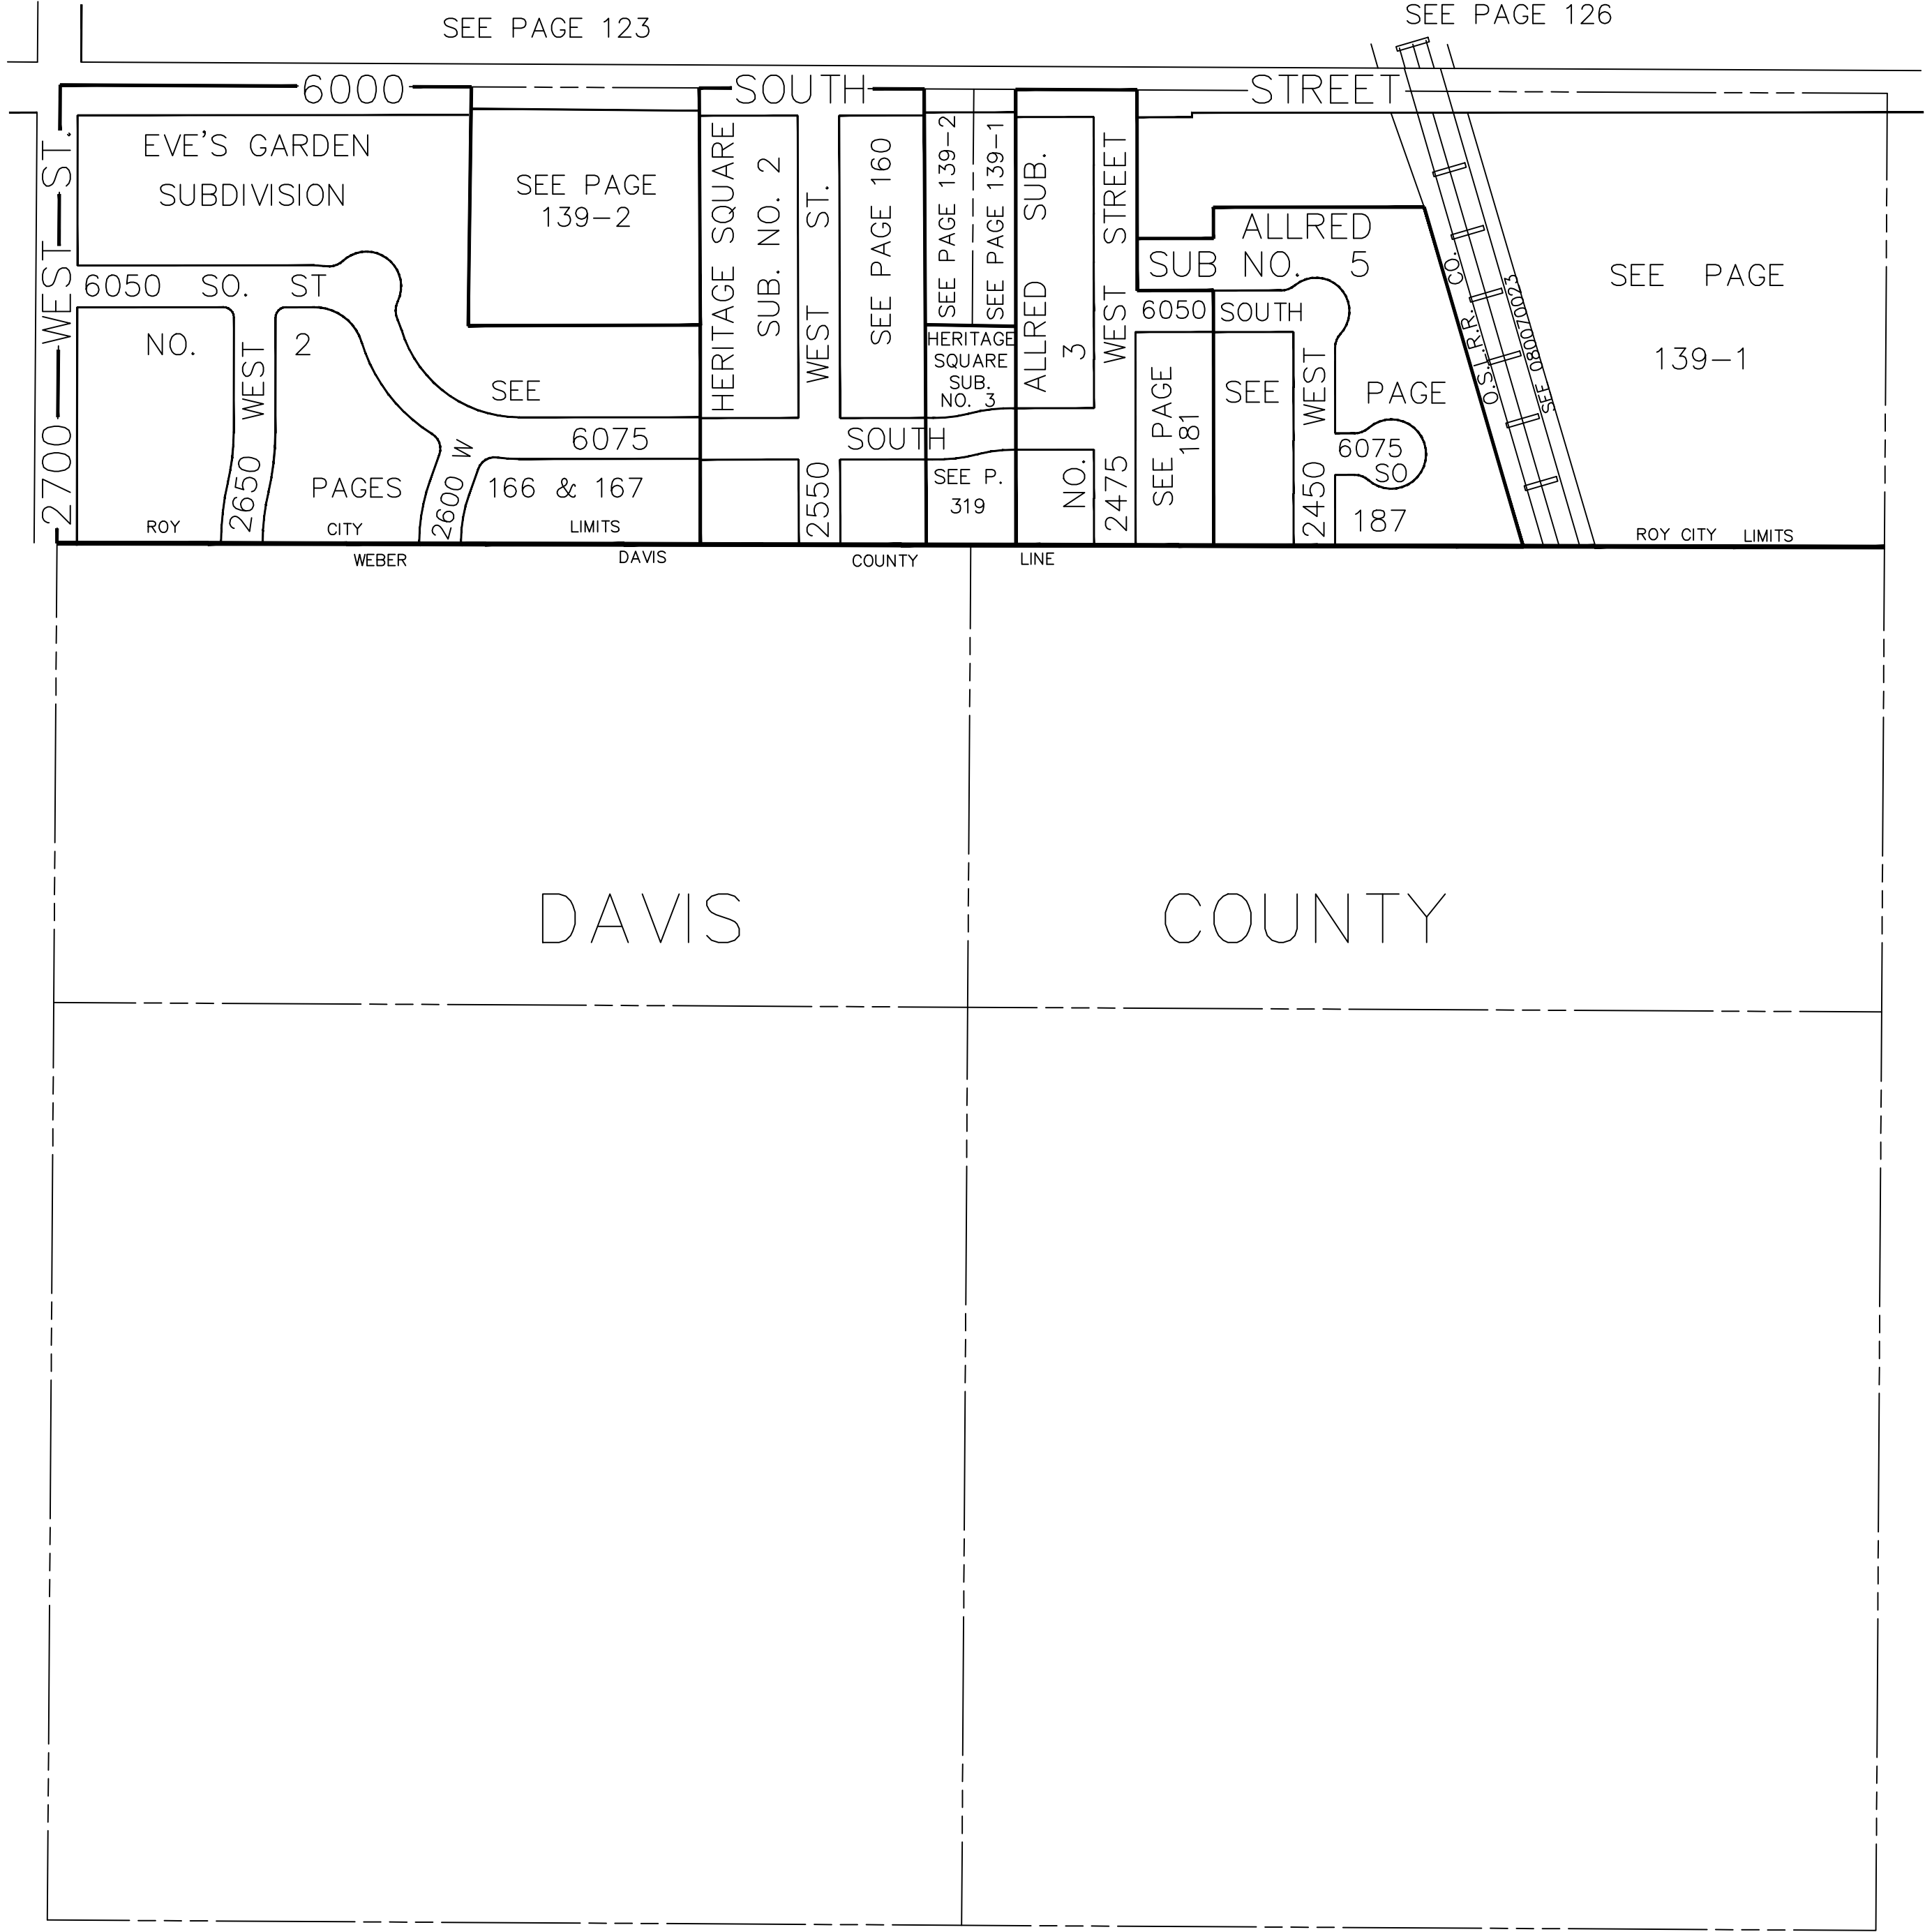 SEE PAGE 123
SEE PAGE 126
6000 SOUTH STREET
2700 WEST ST.
EVE'S GARDEN
SUBDIVISION
NO. 2
6050 SO. ST
2650 WEST
2600 W
SEE
PAGES
166 & 167
SEE PAGE
139-2
6075 SOUTH
HERITAGE SQUARE
SUB. NO. 2
2550 WEST ST.
SEE PAGE 160
SEE PAGE 139-2
SEE PAGE 139-1
HERITAGE
SQUARE
SUB.
NO. 3
SEE P.
319
ALLRED SUB.
NO. 3
2475 WEST STREET
ALLRED
SUB NO. 5
6050 SOUTH
SEE PAGE
181
SEE PAGE
187
2450 WEST
6075
SO
O.S.L.R.R. CO.
SEE 080070023
SEE PAGE
139-1
ROY CITY LIMITS
ROY CITY LIMITS
WEBER DAVIS COUNTY LINE
DAVIS COUNTY